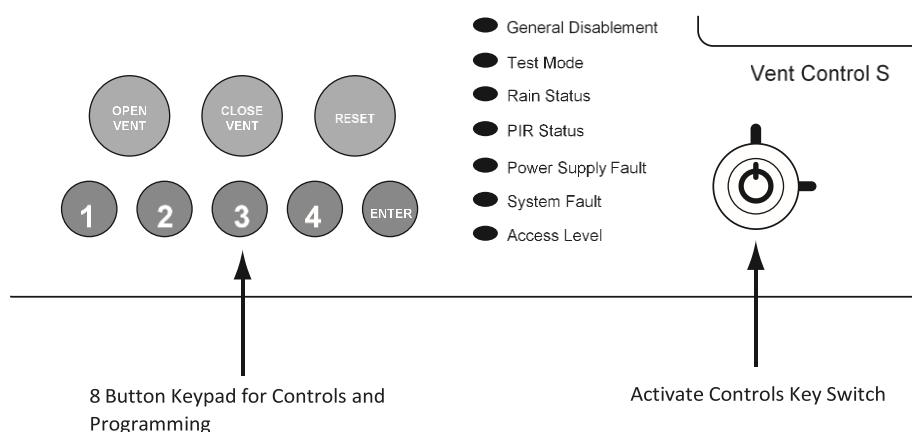 General Disablement
Test Mode
Rain Status
PIR Status
Power Supply Fault
System Fault
Access Level
Vent Control S
OPEN
VENT
CLOSE
VENT
RESET
1
2
3
4
ENTER
8 Button Keypad for Controls and
Programming
Activate Controls Key Switch